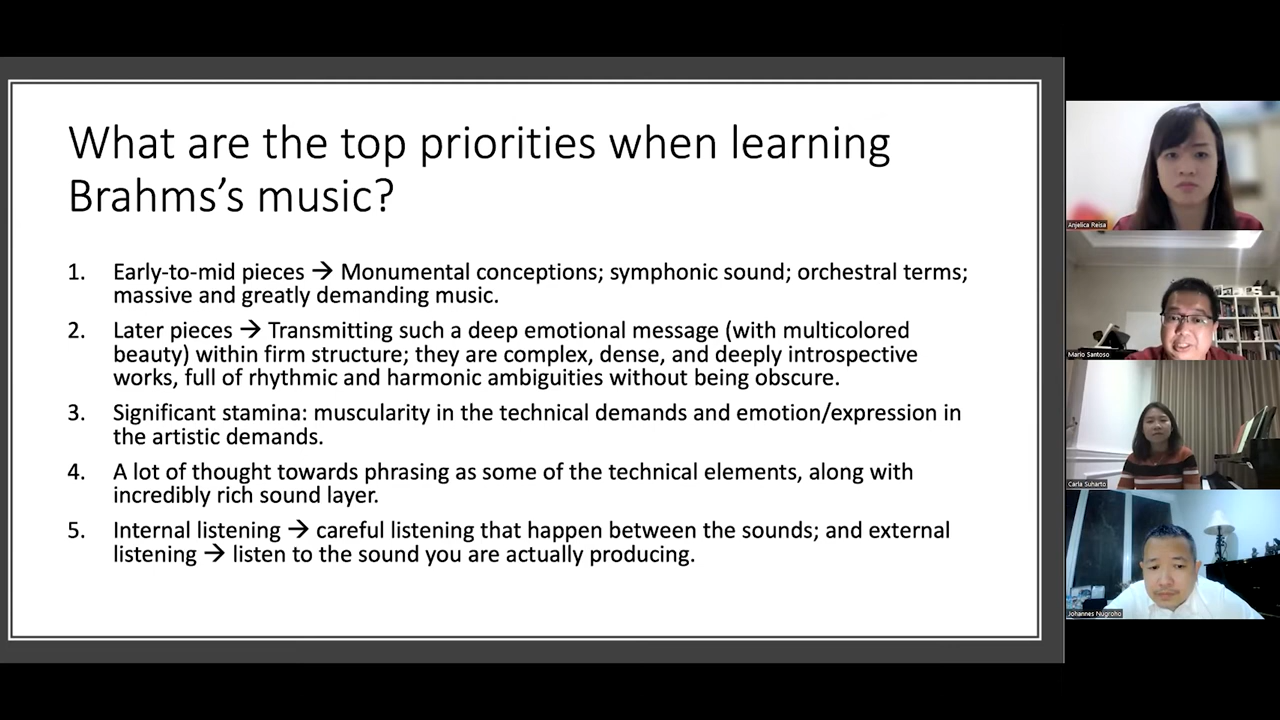 What are the top priorities when learning
Brahms's music?
1. Early-to-mid pieces → Monumental conceptions; symphonic sound; orchestral terms;
massive and greatly demanding music.
2. Later pieces → Transmitting such a deep emotional message (with multicolored
beauty) within firm structure; they are complex, dense, and deeply introspective
works, full of rhythmic and harmonic ambiguities without being obscure.
3. Significant stamina: muscularity in the technical demands and emotion/expression in
the artistic demands.
4. A lot of thought towards phrasing as some of the technical elements, along with
incredibly rich sound layer.
5. Internal listening → careful listening that happen between the sounds; and external
listening → listen to the sound you are actually producing.
Anjelica Reisa
Mario Santoso
Carla Suharto
Johannes Nugroho